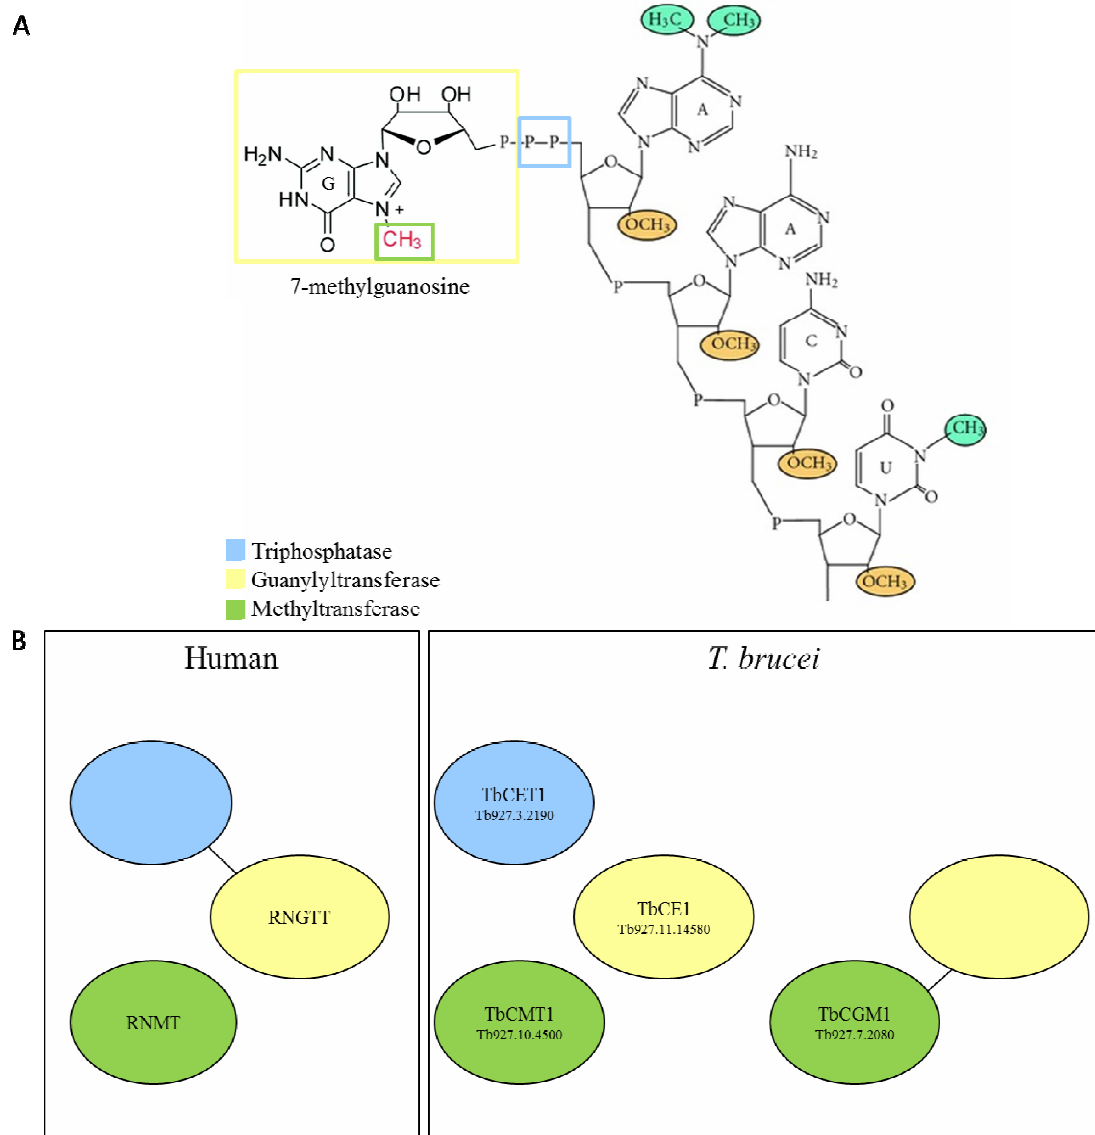 A
H₃C CH₃
N
OH OH
N N A
H₂N N N P P P N N
G O
HN N NH₂
N + OCH₃
O CH₃ N N
A
7-methylguanosine N N
P O NH₂
OCH₃ N
C
N O
P O O
CH₃
OCH₃ N
U
N O
P O
Triphosphatase
Guanylyltransferase OCH₃
Methyltransferase
B
Human
T. brucei
TbCET1
Tb927.3.2190
RNGTT
TbCE1
Tb927.11.14580
RNMT
TbCMT1
Tb927.10.4500
TbCGM1
Tb927.7.2080